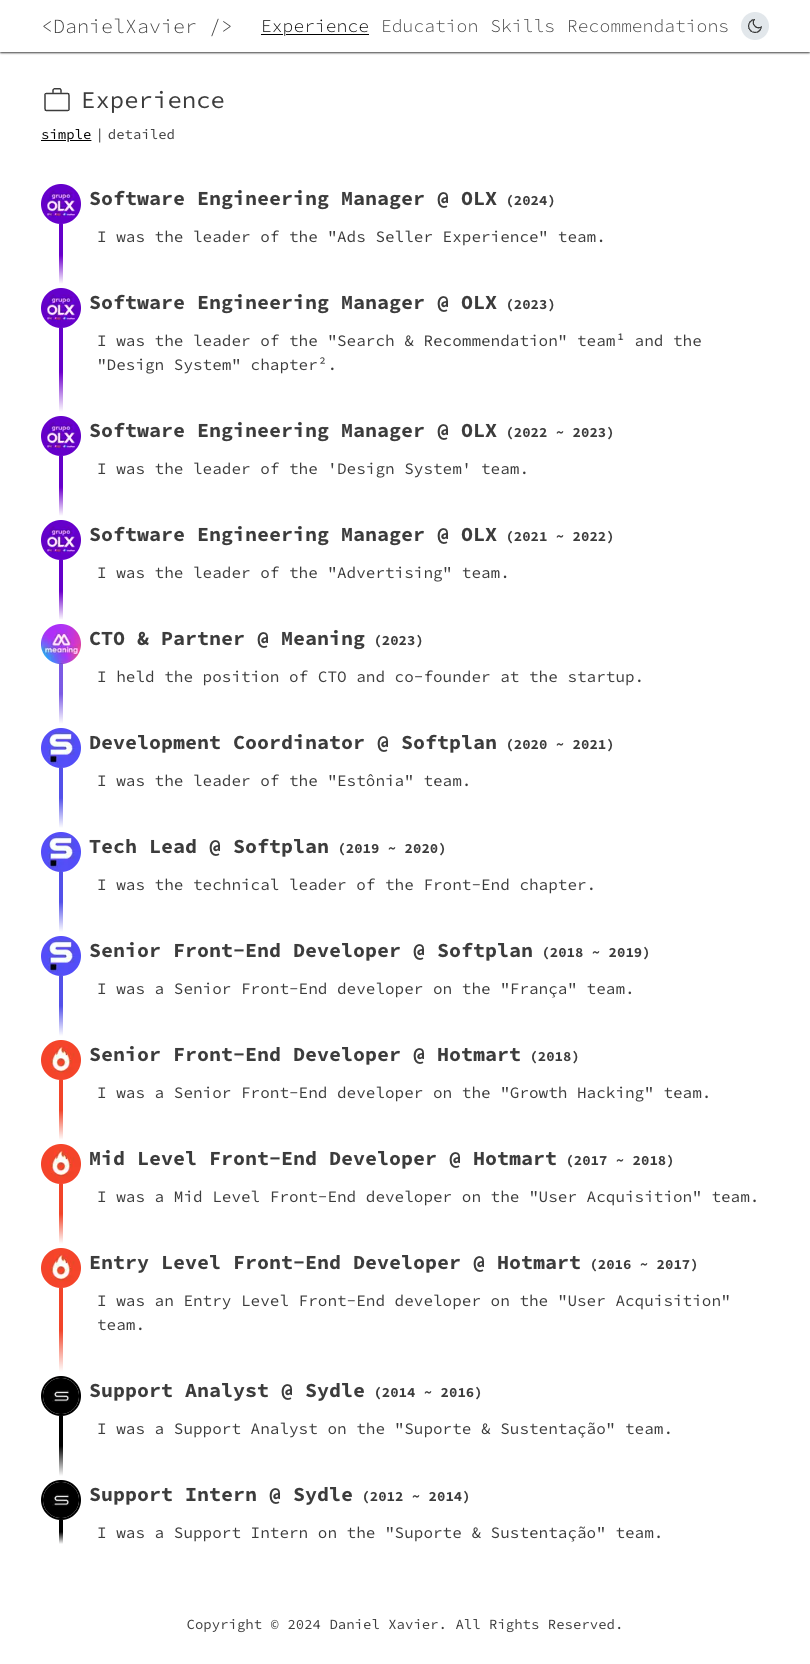 <DanielXavier />
Experience Education Skills Recommendations
Experience
simple | detailed
grupo
OLX
Software Engineering Manager @ OLX (2024)
I was the leader of the "Ads Seller Experience" team.
grupo
OLX
Software Engineering Manager @ OLX (2023)
I was the leader of the "Search & Recommendation" team¹ and the
"Design System" chapter².
grupo
OLX
Software Engineering Manager @ OLX (2022 ~ 2023)
I was the leader of the 'Design System' team.
grupo
OLX
Software Engineering Manager @ OLX (2021 ~ 2022)
I was the leader of the "Advertising" team.
meaning
CTO & Partner @ Meaning (2023)
I held the position of CTO and co-founder at the startup.
Development Coordinator @ Softplan (2020 ~ 2021)
I was the leader of the "Estônia" team.
Tech Lead @ Softplan (2019 ~ 2020)
I was the technical leader of the Front-End chapter.
Senior Front-End Developer @ Softplan (2018 ~ 2019)
I was a Senior Front-End developer on the "França" team.
Senior Front-End Developer @ Hotmart (2018)
I was a Senior Front-End developer on the "Growth Hacking" team.
Mid Level Front-End Developer @ Hotmart (2017 ~ 2018)
I was a Mid Level Front-End developer on the "User Acquisition" team.
Entry Level Front-End Developer @ Hotmart (2016 ~ 2017)
I was an Entry Level Front-End developer on the "User Acquisition"
team.
Support Analyst @ Sydle (2014 ~ 2016)
I was a Support Analyst on the "Suporte & Sustentação" team.
Support Intern @ Sydle (2012 ~ 2014)
I was a Support Intern on the "Suporte & Sustentação" team.
Copyright © 2024 Daniel Xavier. All Rights Reserved.